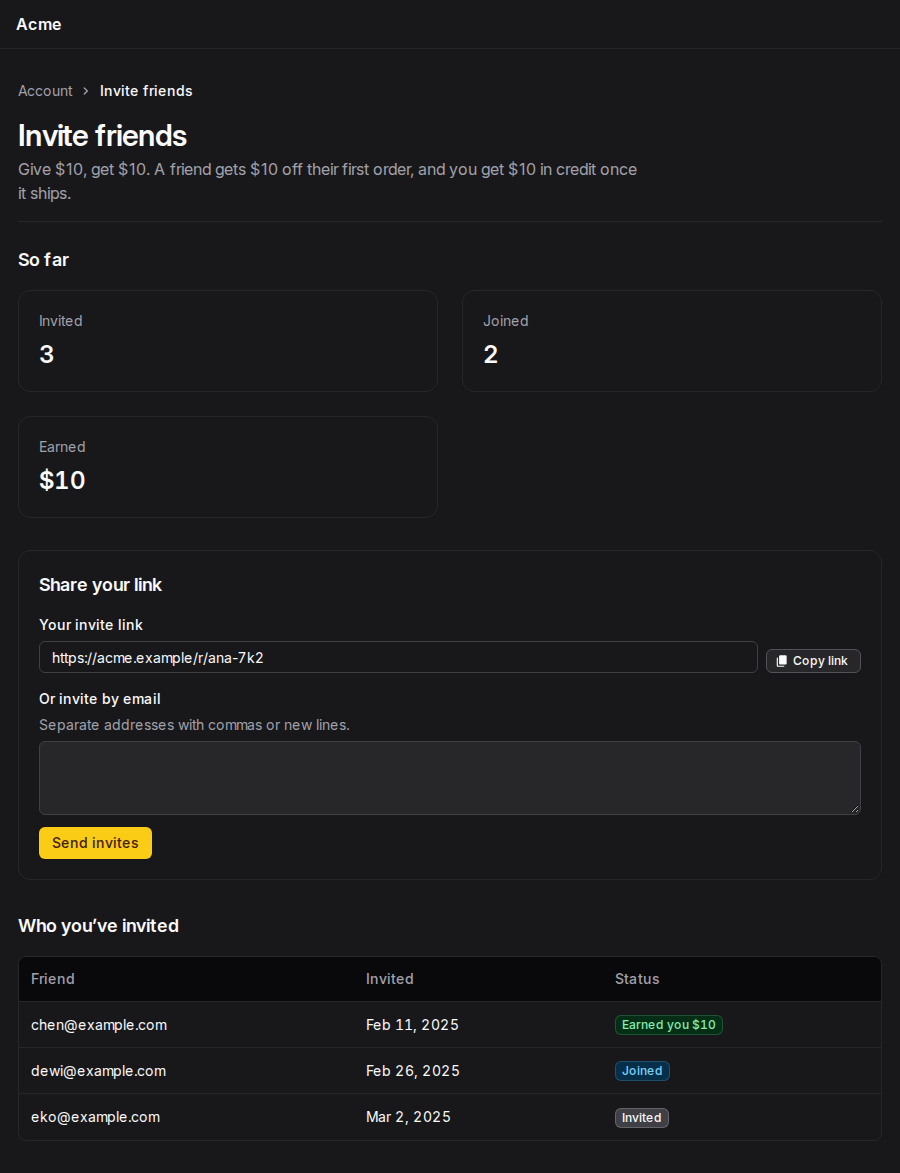 Acme
Account > Invite friends
Invite friends
Give $10, get $10. A friend gets $10 off their first order, and you get $10 in credit once
it ships.
So far
Invited
3
Joined
2
Earned
$10
Share your link
Your invite link
https://acme.example/r/ana-7k2
Copy link
Or invite by email
Separate addresses with commas or new lines.
Send invites
Who you’ve invited
Friend Invited Status
chen@example.com Feb 11, 2025 Earned you $10
dewi@example.com Feb 26, 2025 Joined
eko@example.com Mar 2, 2025 Invited